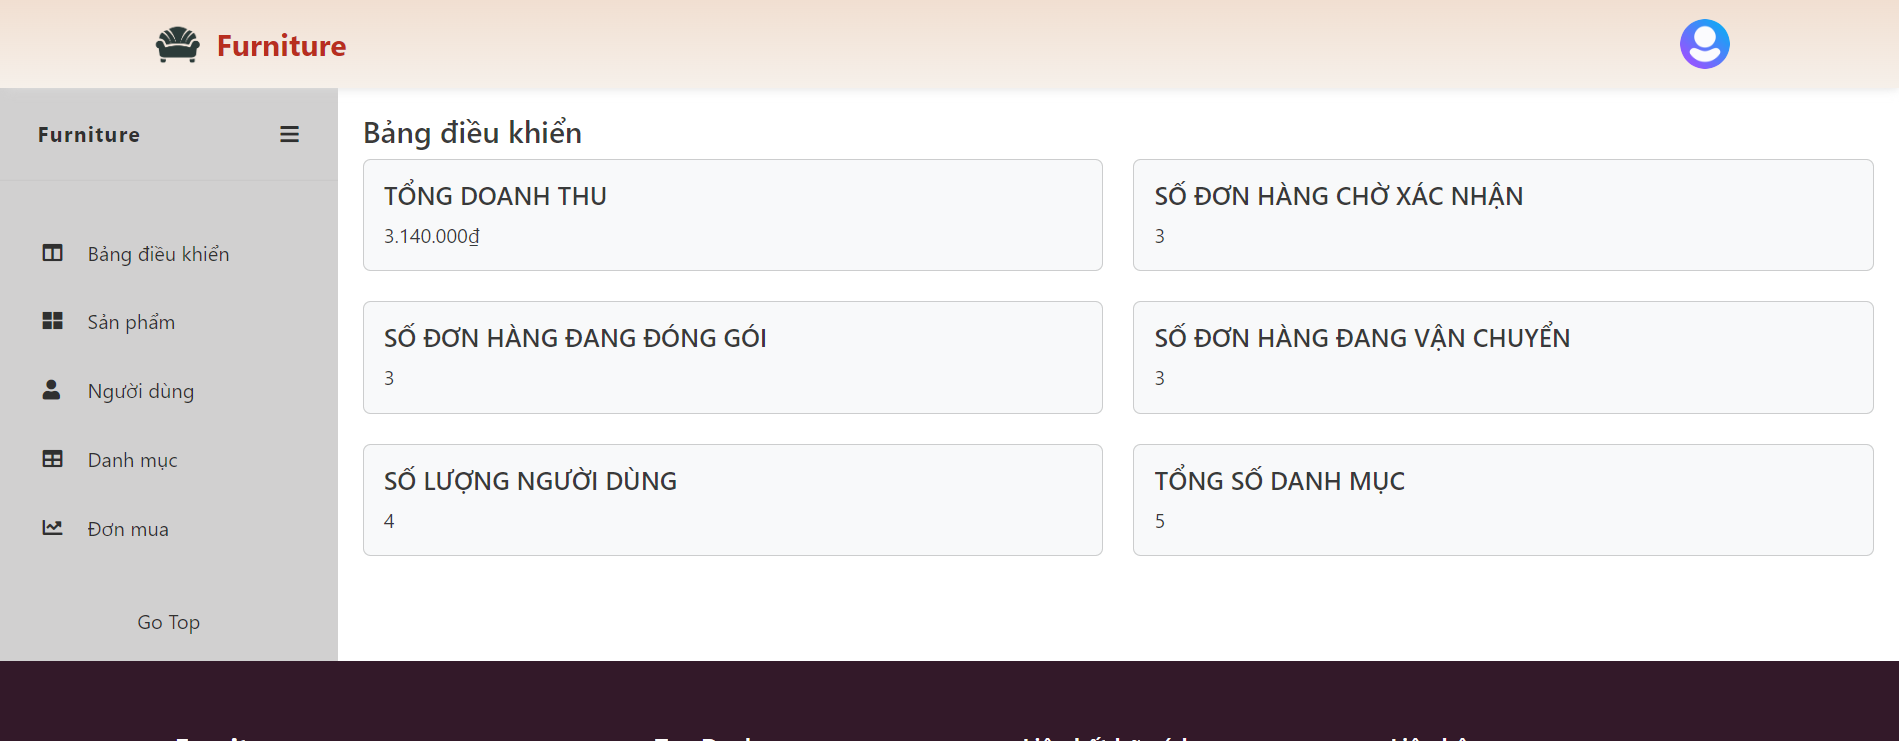 Furniture
Furniture
Bảng điều khiển
Sản phẩm
Người dùng
Danh mục
Đơn mua
Go Top
Bảng điều khiển
TỔNG DOANH THU
3.140.000₫
SỐ ĐƠN HÀNG CHỜ XÁC NHẬN
3
SỐ ĐƠN HÀNG ĐANG ĐÓNG GÓI
3
SỐ ĐƠN HÀNG ĐANG VẬN CHUYỂN
3
SỐ LƯỢNG NGƯỜI DÙNG
4
TỔNG SỐ DANH MỤC
5